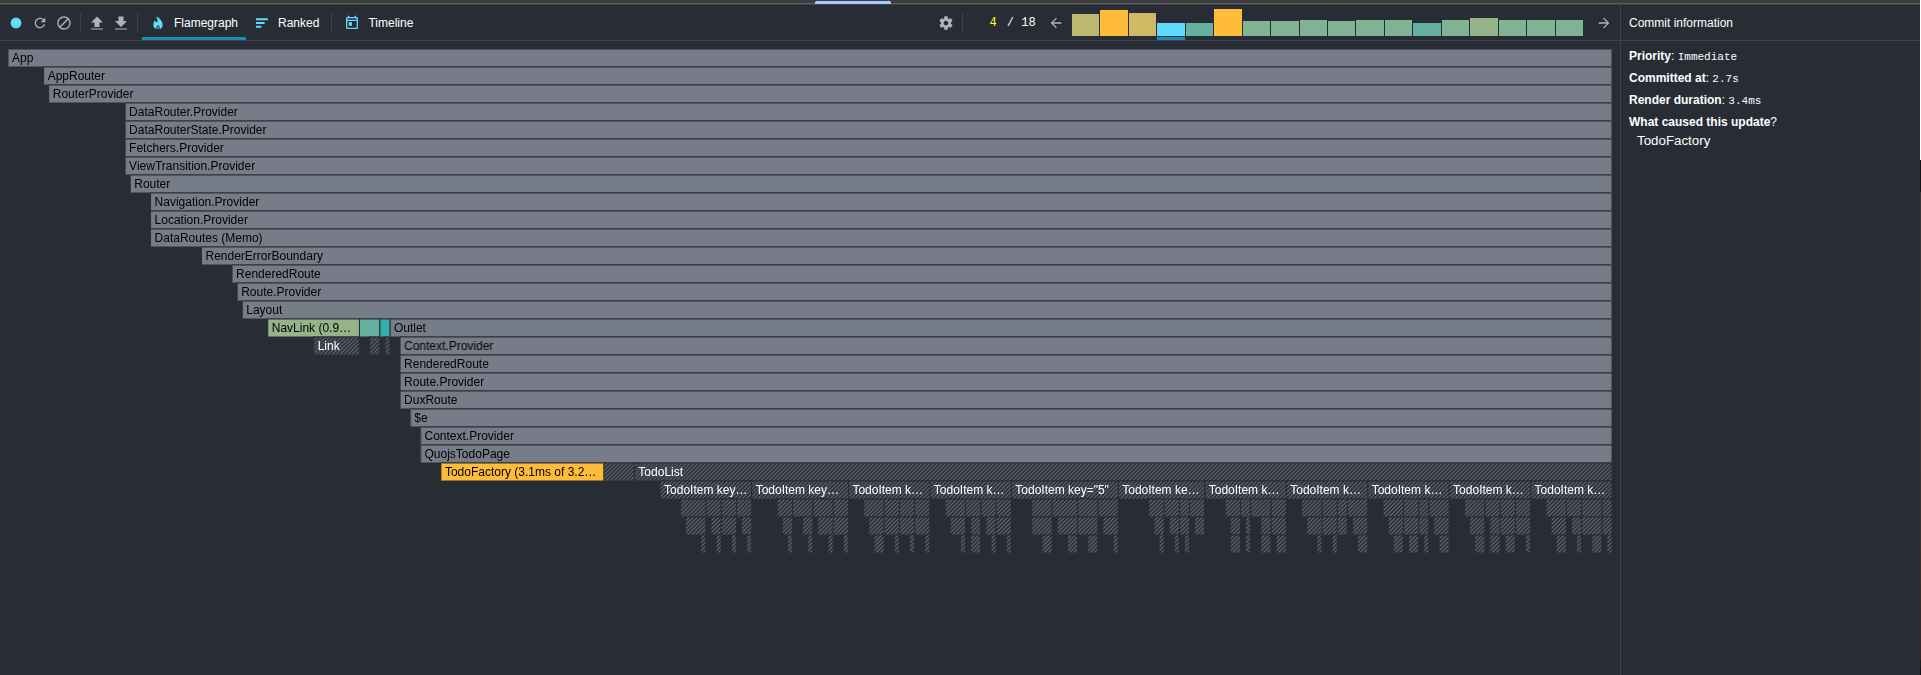 Flamegraph Ranked Timeline 4 / 18 Commit information
App
AppRouter
RouterProvider
DataRouter.Provider
DataRouterState.Provider
Fetchers.Provider
ViewTransition.Provider
Router
Navigation.Provider
Location.Provider
DataRoutes (Memo)
RenderErrorBoundary
RenderedRoute
Route.Provider
Layout
NavLink (0.9… Outlet
Link Context.Provider
RenderedRoute
Route.Provider
DuxRoute
$e
Context.Provider
QuojsTodoPage
TodoFactory (3.1ms of 3.2… TodoList
TodoItem key… TodoItem key… TodoItem k… TodoItem k… TodoItem key="5" TodoItem ke… TodoItem k… TodoItem k… TodoItem k… TodoItem k… TodoItem k…
Priority: Immediate
Committed at: 2.7s
Render duration: 3.4ms
What caused this update?
TodoFactory